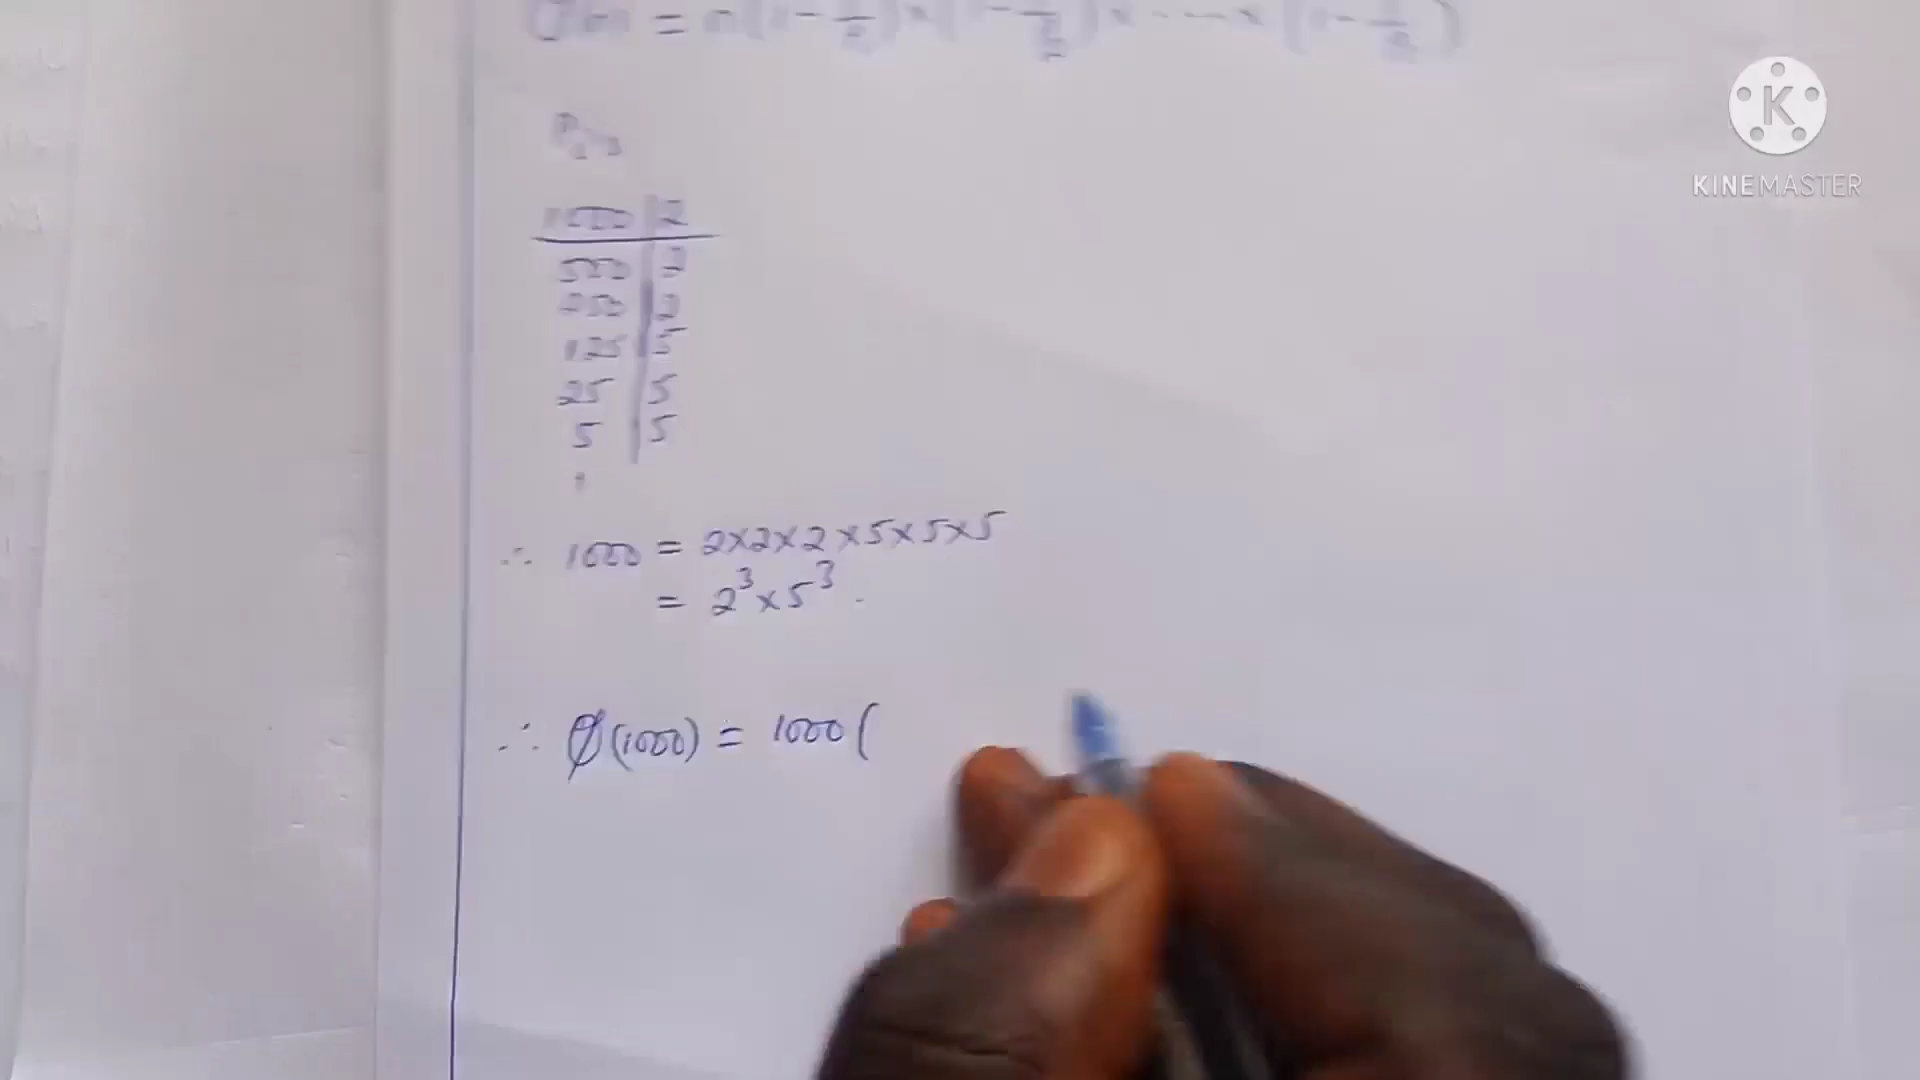 = n(1-
KINEMASTER
1000 | 2
500 | 2
250 | 2
125 | 5
25 | 5
5 | 5
1
∴ 1000 = 2×2×2×5×5×5
= 2³×5³.
∴ Ø(1000) = 1000(